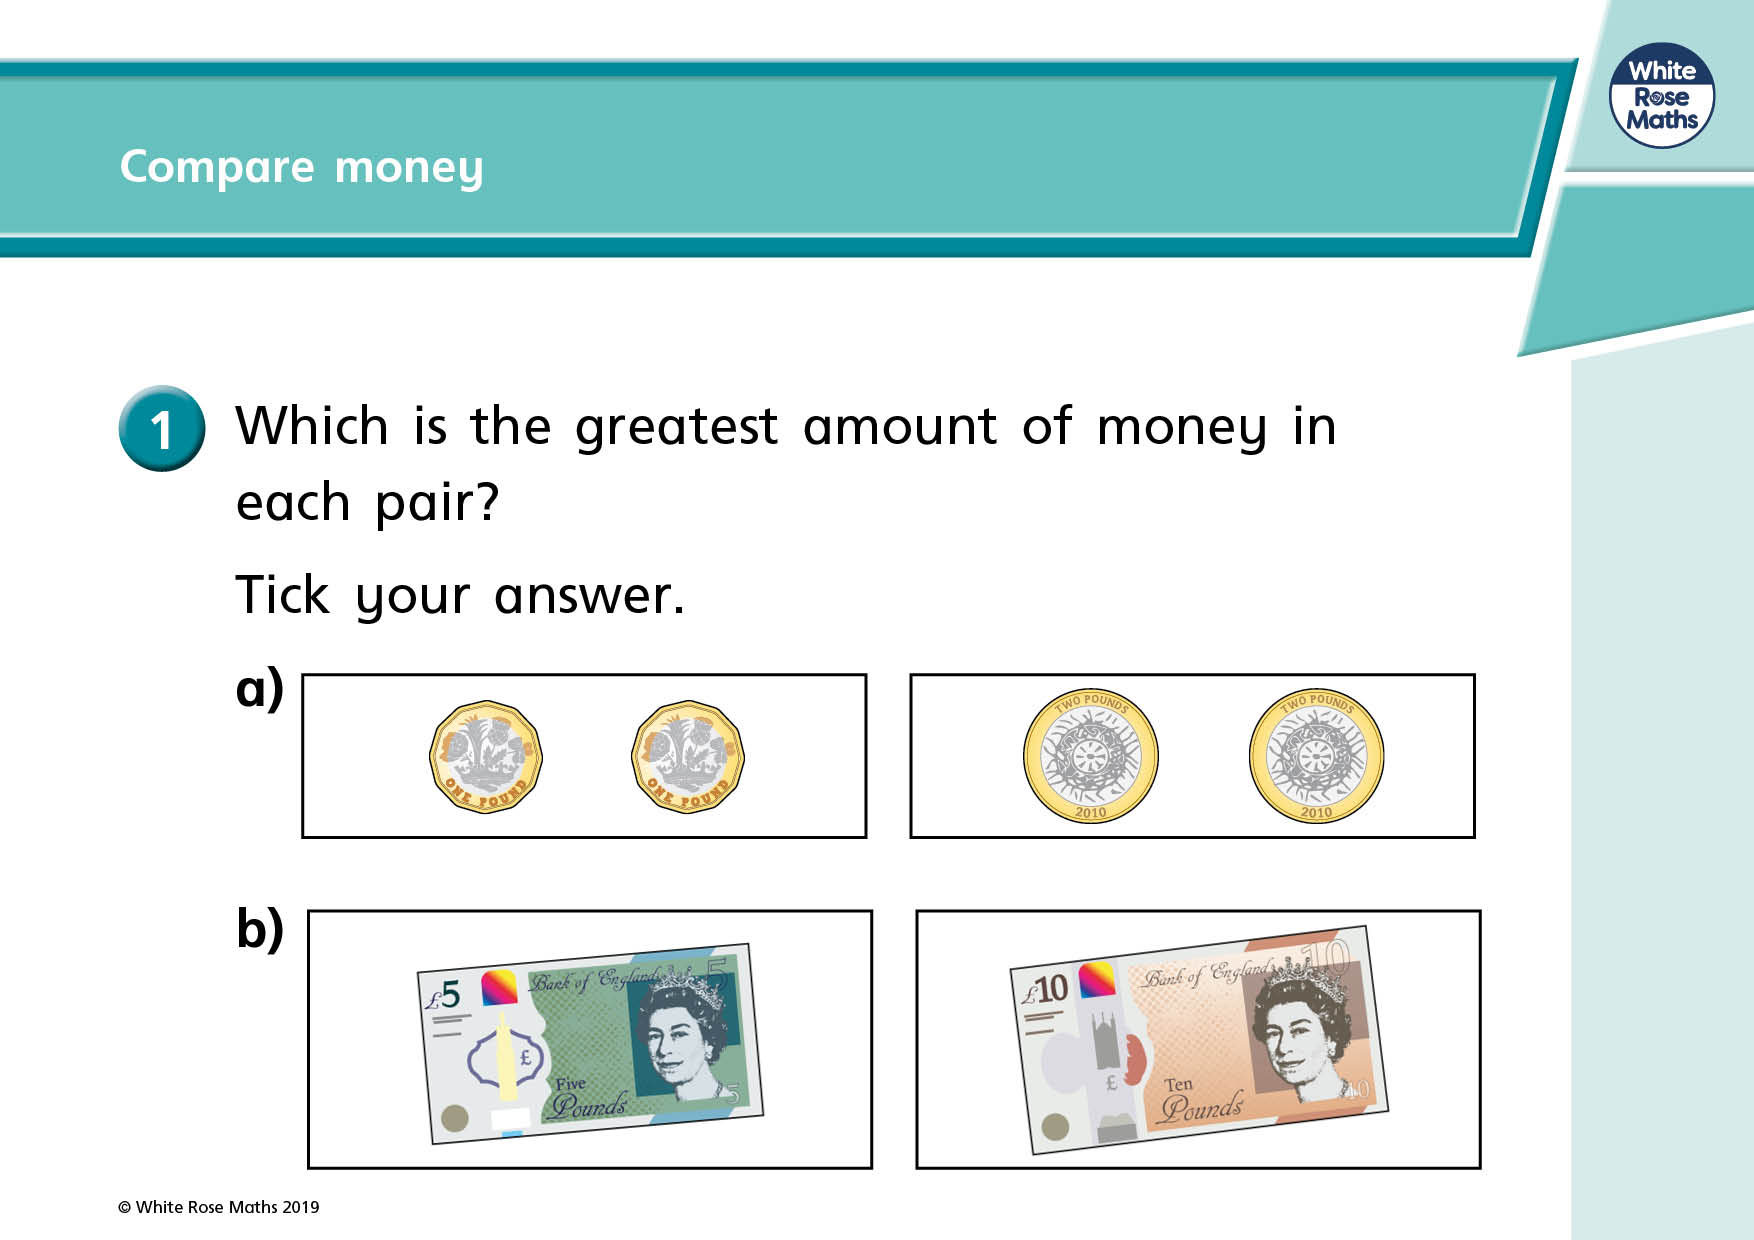 White
Rose
Maths
Compare money
1 Which is the greatest amount of money in
each pair?
Tick your answer.
a)
ONE POUND
ONE POUND
TWO POUNDS
2010
TWO POUNDS
2010
b)
£5
Bank of England
5
£
Five
Pounds
5
£10
Bank of England
10
£
Ten
Pounds
10
© White Rose Maths 2019